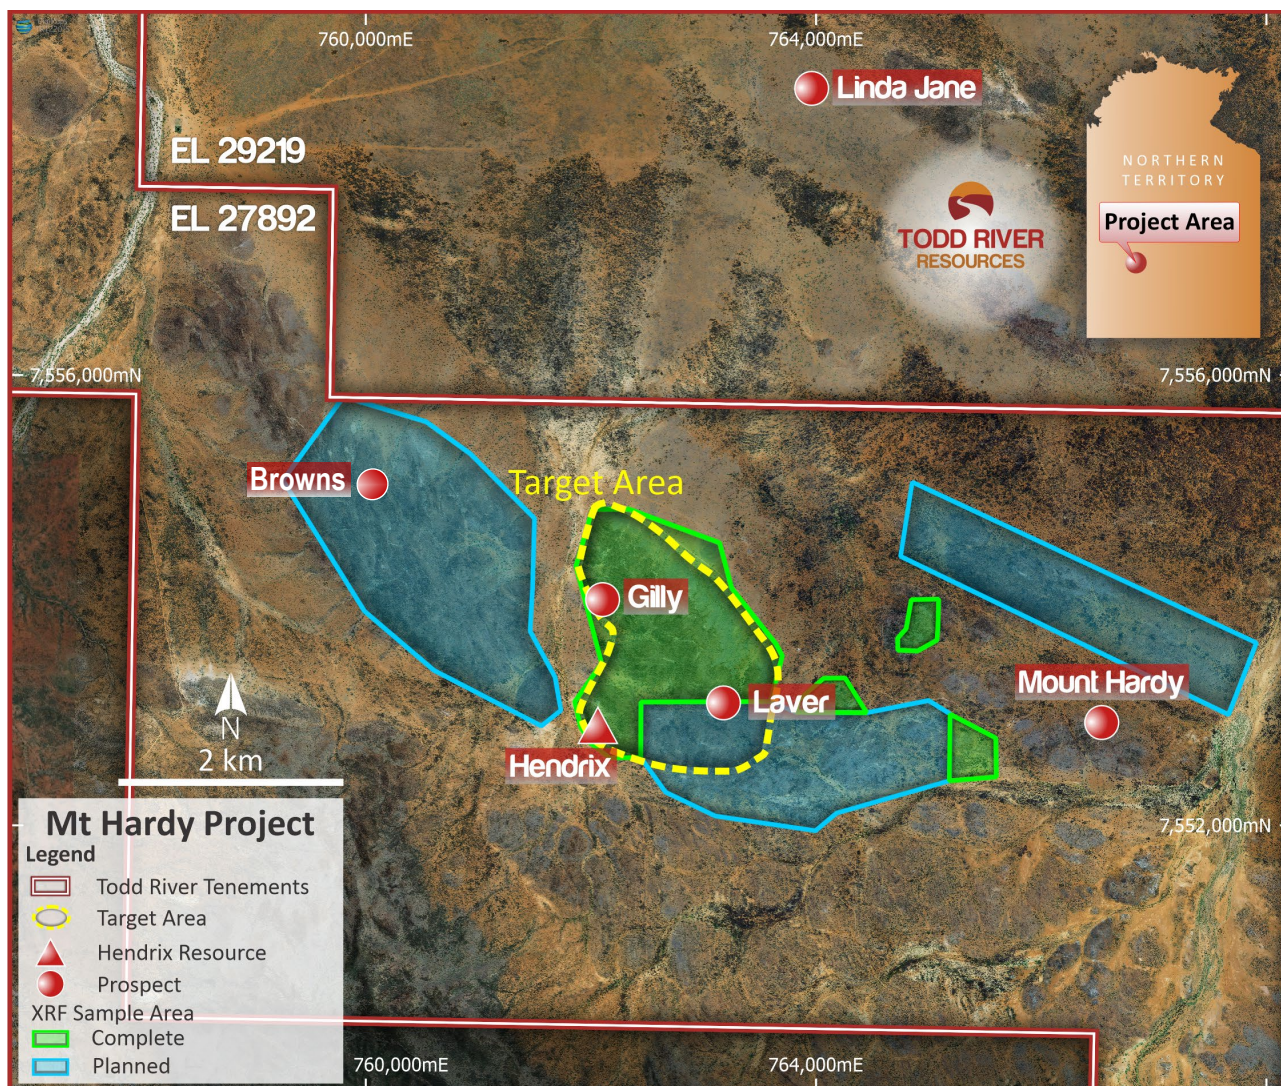 760,000mE
764,000mE
Linda Jane
EL 29219
EL 27892
NORTHERN
TERRITORY
Project Area
TODD RIVER
RESOURCES
7,556,000mN
7,556,000mN
Browns
Target Area
Gilly
Laver
Mount Hardy
Hendrix
N
2 km
7,552,000mN
Mt Hardy Project
Legend
Todd River Tenements
Target Area
Hendrix Resource
Prospect
XRF Sample Area
Complete
Planned
760,000mE
764,000mE